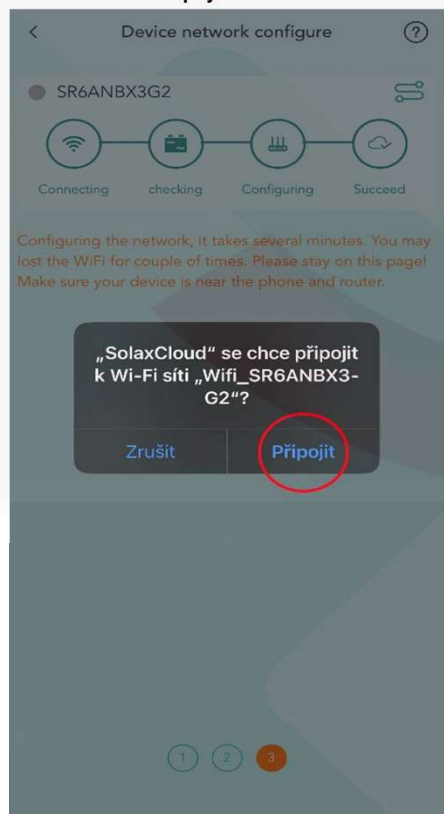 Device network configure
?
SR6ANBX3G2
Connecting
checking
Configuring
Succeed
Configuring the network, it takes several minutes. You may
lost the WiFi for couple of times. Please stay on this page!
Make sure your device is near the phone and router.
„SolaxCloud“ se chce připojit
k Wi-Fi síti „Wifi_SR6ANBX3-
G2“?
Zrušit
Připojit
1
2
3